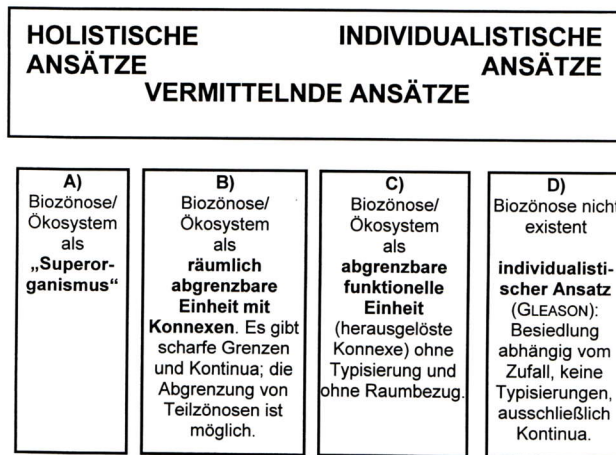 HOLISTISCHE INDIVIDUALISTISCHE
ANSÄTZE ANSÄTZE
VERMITTELNDE ANSÄTZE
A)
Biozönose/
Ökosystem
als
„Superor-
ganismus“
B)
Biozönose/
Ökosystem
als
räumlich
abgrenzbare
Einheit mit
Konnexen. Es gibt
scharfe Grenzen
und Kontinua; die
Abgrenzung von
Teilzönosen ist
möglich.
C)
Biozönose/
Ökosystem
als
abgrenzbare
funktionelle
Einheit
(herausgelöste
Konnexe) ohne
Typisierung und
ohne Raumbezug.
D)
Biozönose nicht
existent
individualisti-
scher Ansatz
(GLEASON):
Besiedlung
abhängig vom
Zufall, keine
Typisierungen,
ausschließlich
Kontinua.